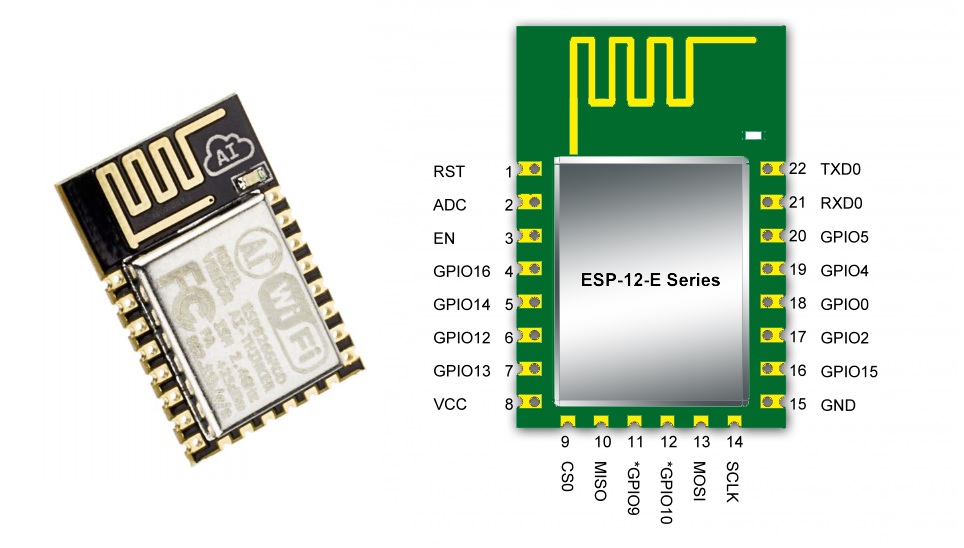 AI
AI
WiFi
FC
ESP-12-E Series
RST 1
ADC 2
EN 3
GPIO16 4
GPIO14 5
GPIO12 6
GPIO13 7
VCC 8
22 TXD0
21 RXD0
20 GPIO5
19 GPIO4
18 GPIO0
17 GPIO2
16 GPIO15
15 GND
9 10 11 12 13 14
CS0
MISO
*GPIO9
*GPIO10
MOSI
SCLK